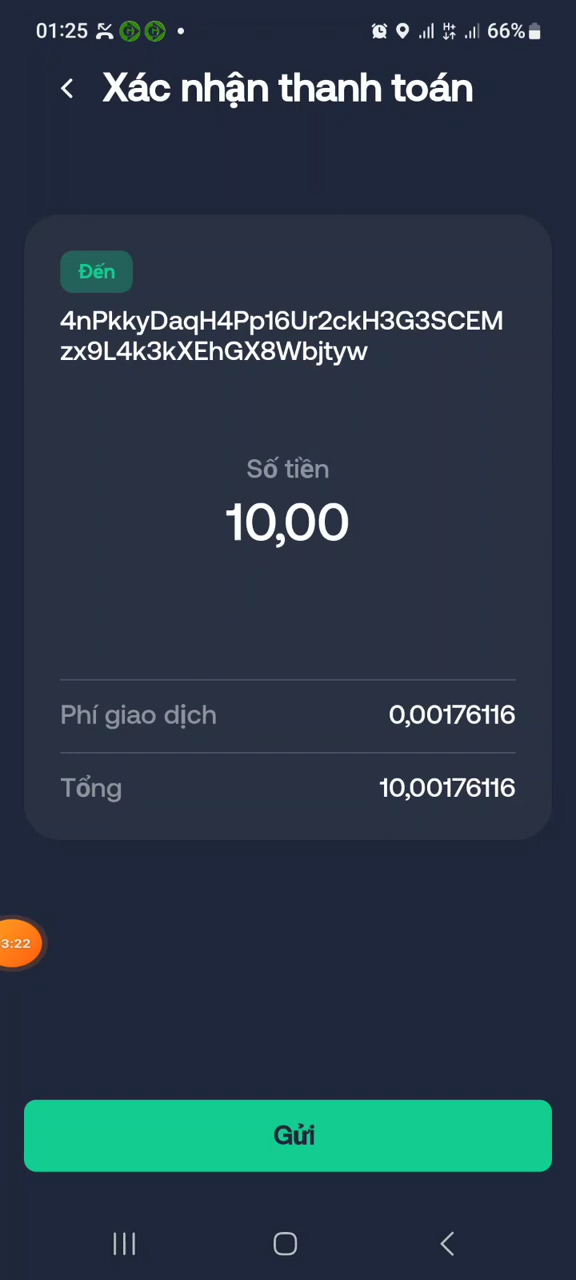 01:25 66%
Xác nhận thanh toán
Đến
4nPkkyDaqH4Pp16Ur2ckH3G3SCEM
zx9L4k3kXEhGX8Wbjtyw
Số tiền
10,00
Phí giao dịch 0,00176116
Tổng 10,00176116
3:22
Gửi